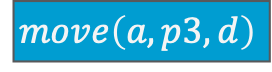 move(a, p3, d)